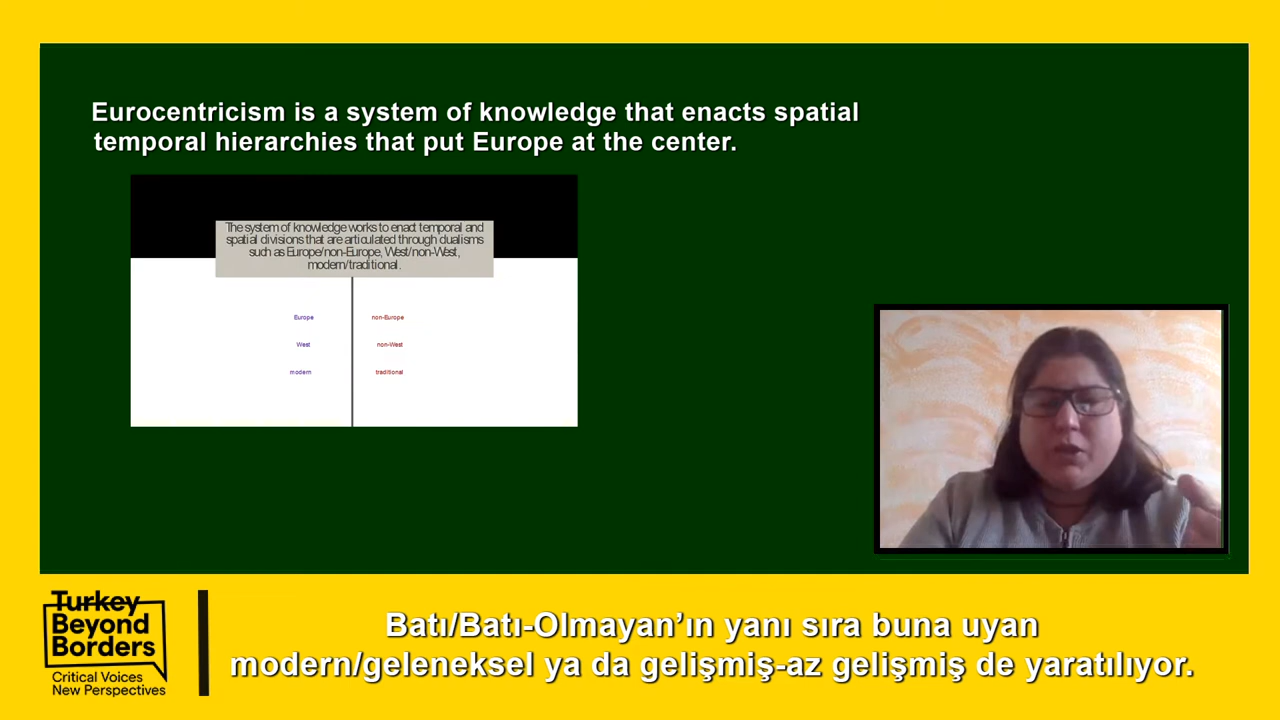 Eurocentricism is a system of knowledge that enacts spatial
temporal hierarchies that put Europe at the center.
The system of knowledge works to enact temporal and
spatial divisions that are articulated through dualisms
such as Europe/non-Europe, West/non-West,
modern/traditional.
Europe non-Europe
West non-West
modern traditional
Turkey
Beyond
Borders
Critical Voices
New Perspectives
Batı/Batı-Olmayan’ın yanı sıra buna uyan
modern/geleneksel ya da gelişmiş-az gelişmiş de yaratılıyor.